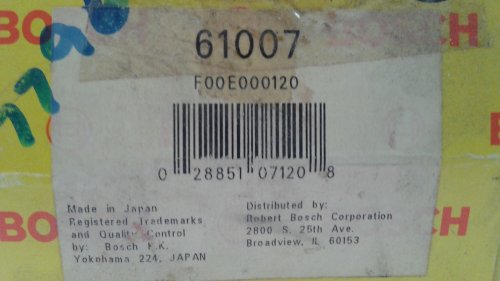 BO
BOSCH
61007
F00E000120
0 28851 07120 8
Made in Japan
Registered Trademarks
and Quality Control
by: Bosch K.K.
Yokohama 224, JAPAN
Distributed by:
Robert Bosch Corporation
2800 S. 25th Ave.
Broadview, IL 60153
BO
CH